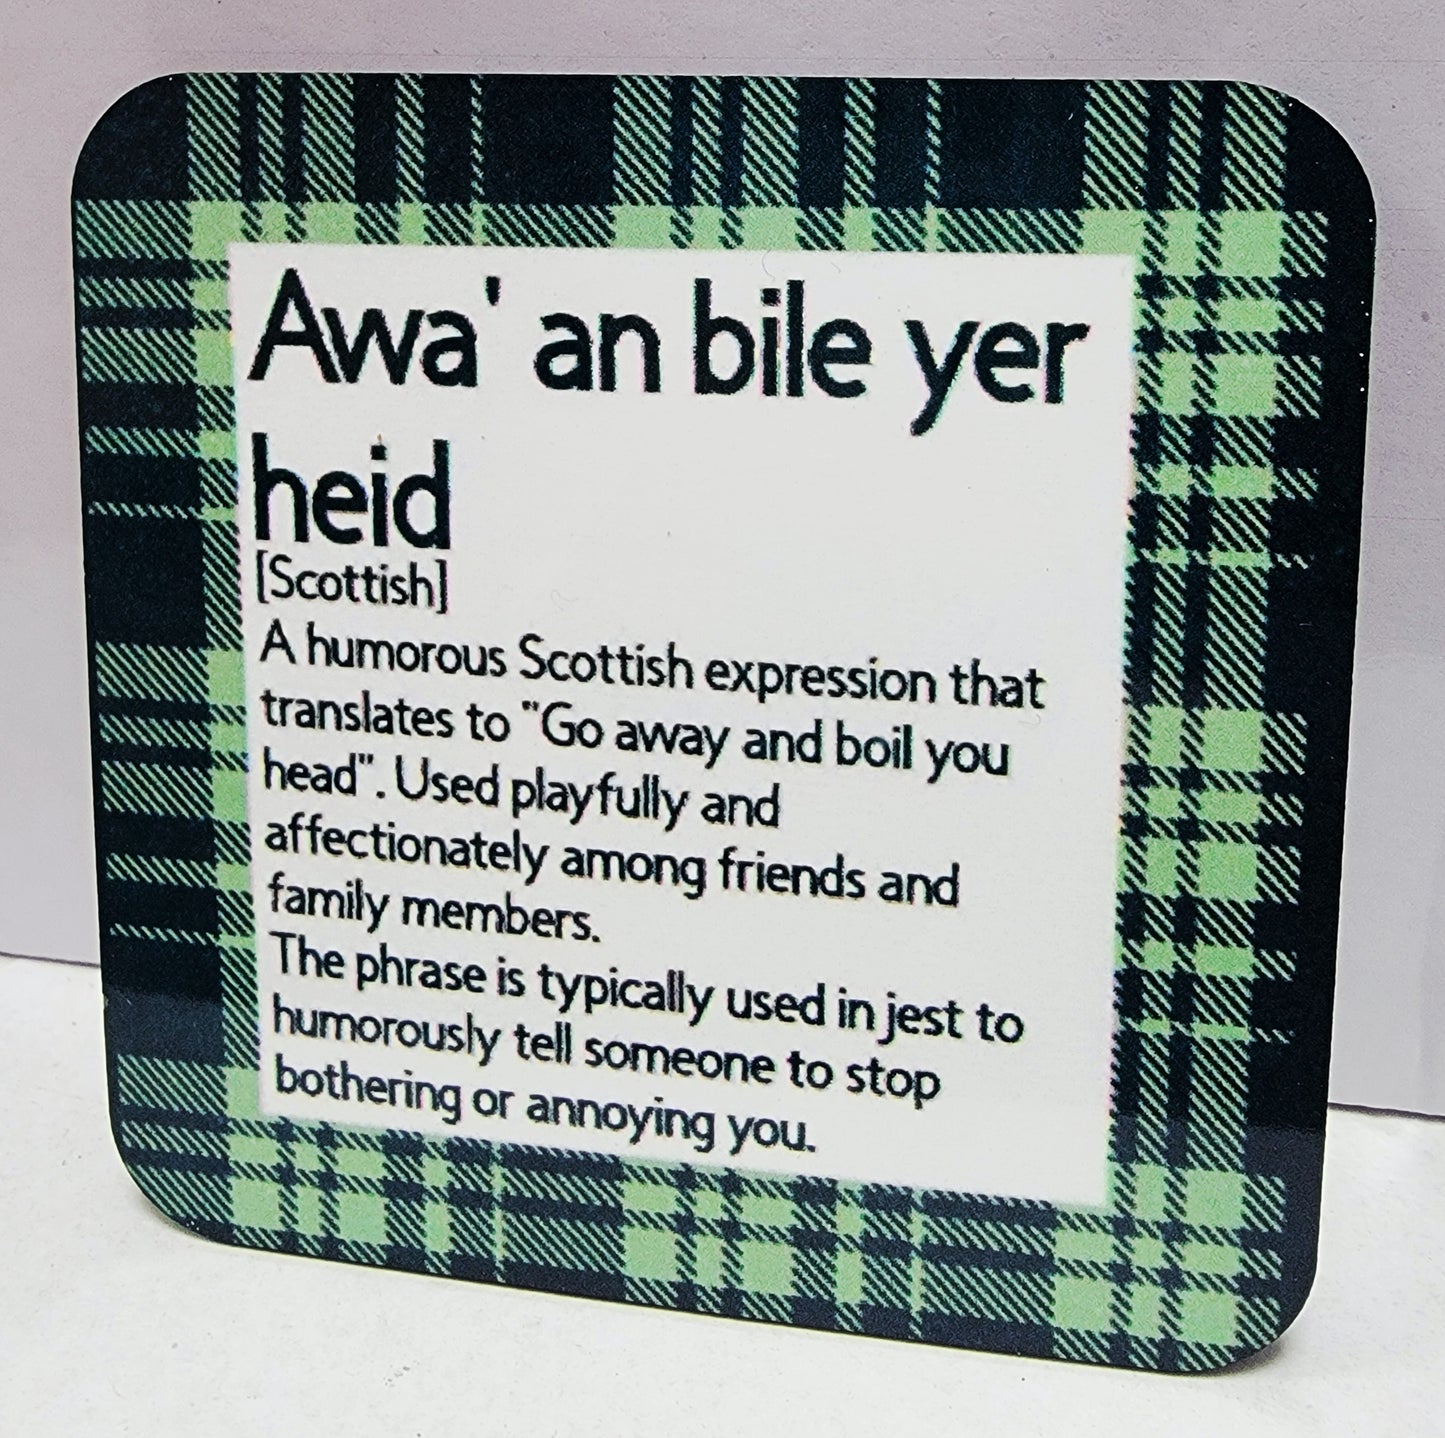 Awa' an bile yer
heid
[Scottish]
A humorous Scottish expression that
translates to "Go away and boil you
head". Used playfully and
affectionately among friends and
family members.
The phrase is typically used in jest to
humorously tell someone to stop
bothering or annoying you.